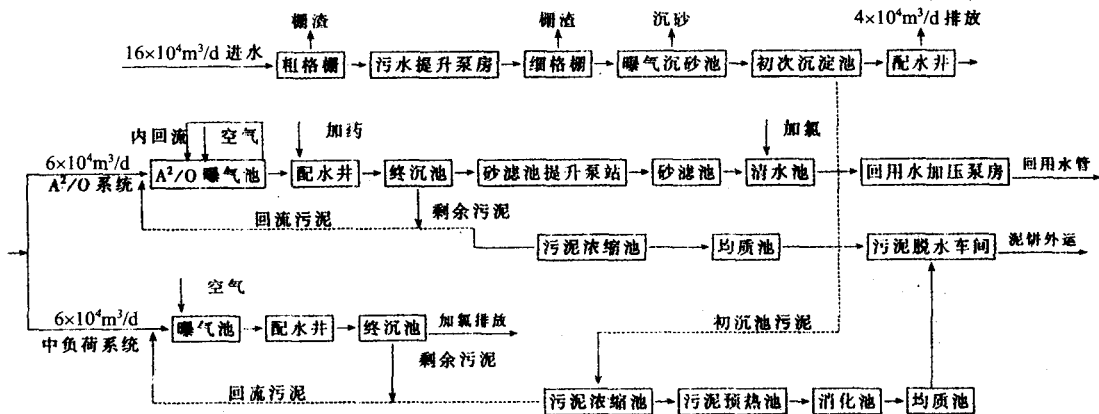 栅渣 栅渣 沉砂 4×10⁴m³/d 排放
16×10⁴m³/d 进水 粗格栅 污水提升泵房 细格栅 曝气沉砂池 初次沉淀池 配水井
内回流 空气 加药 加氯
6×10⁴m³/d
A²/O 系统
A²/O 曝气池 配水井 终沉池 砂滤池提升泵站 砂滤池 清水池 回用水加压泵房 回用水管
回流污泥 剩余污泥
污泥浓缩池 均质池 污泥脱水车间 泥饼外运
空气
6×10⁴m³/d
中负荷系统
曝气池 配水井 终沉池 加氯排放 初沉池污泥
剩余污泥
回流污泥 污泥浓缩池 污泥预热池 消化池 均质池